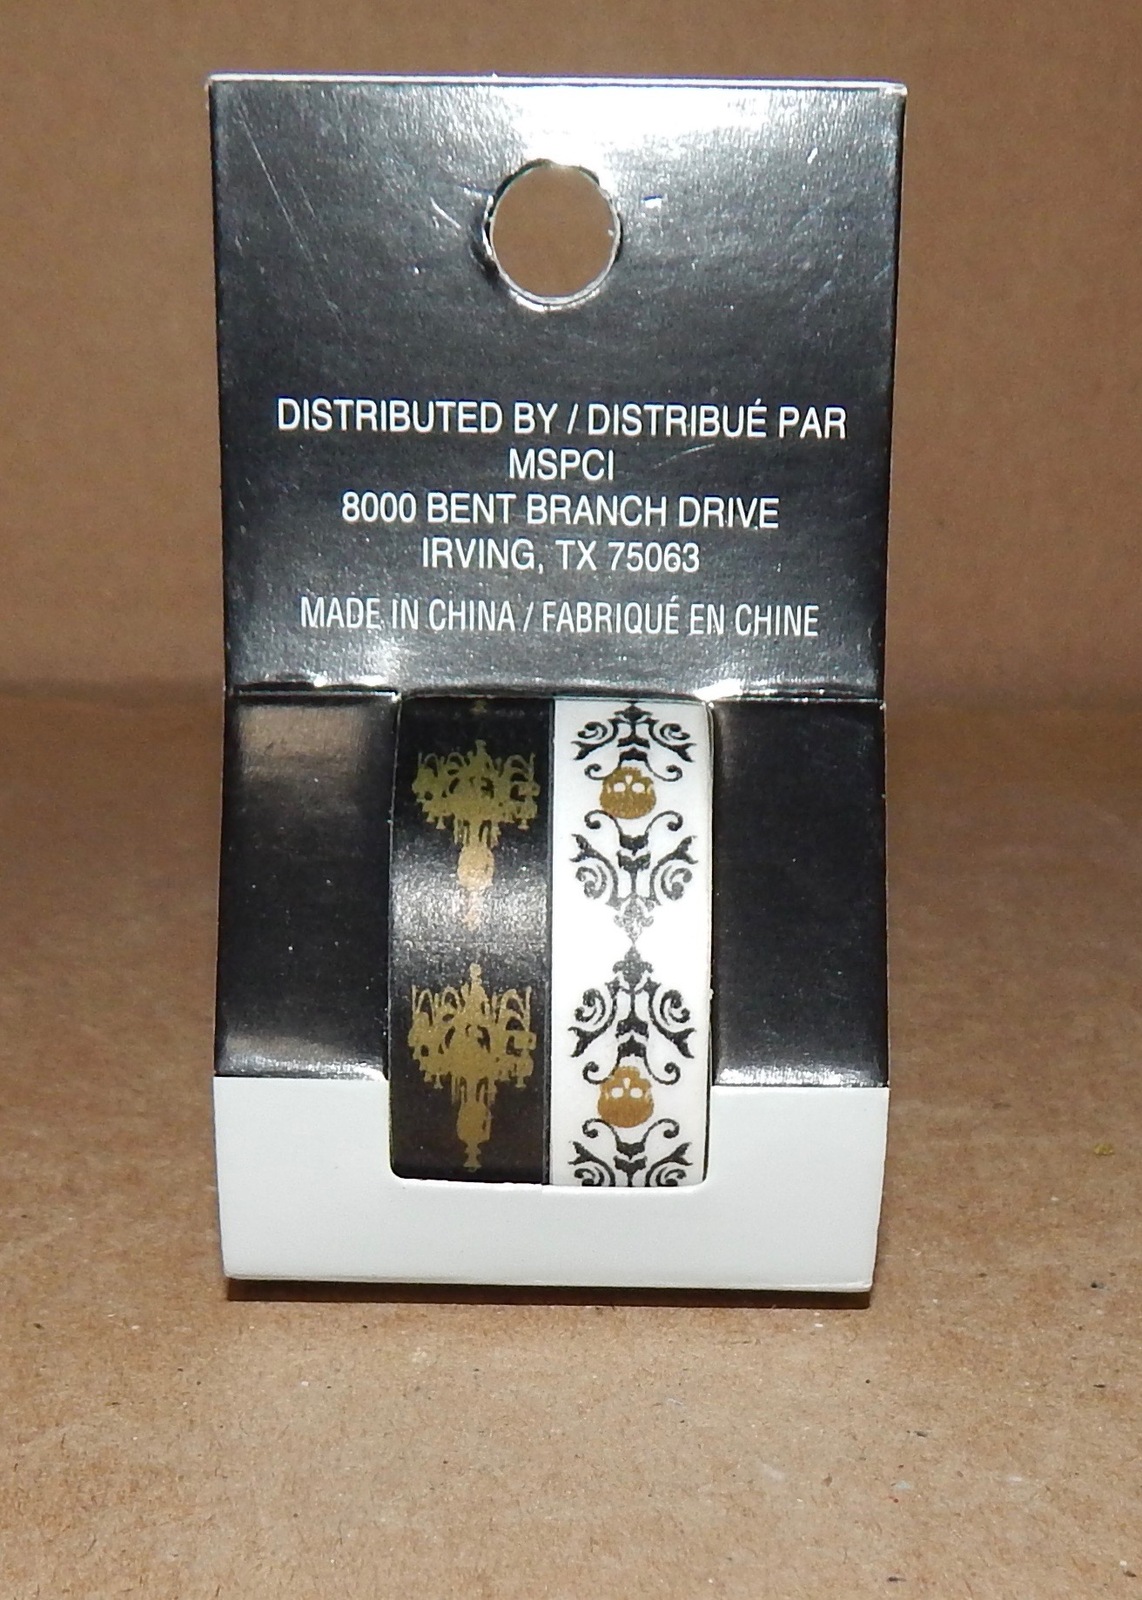 DISTRIBUTED BY / DISTRIBUÉ PAR
MSPCI
8000 BENT BRANCH DRIVE
IRVING, TX 75063
MADE IN CHINA / FABRIQUÉ EN CHINE